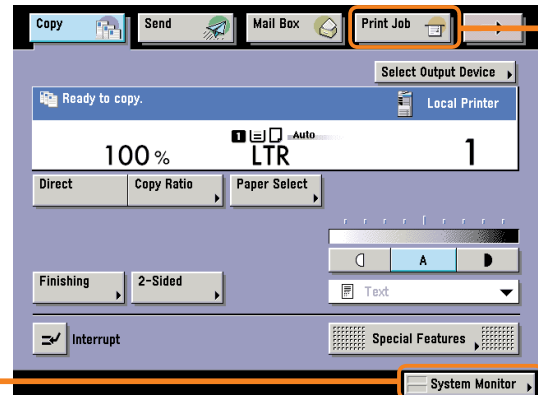 Copy Send Mail Box Print Job
Select Output Device
Ready to copy. Local Printer
1 Auto
100 % LTR 1
Direct Copy Ratio Paper Select
A
Finishing 2-Sided
Text
Interrupt Special Features
System Monitor